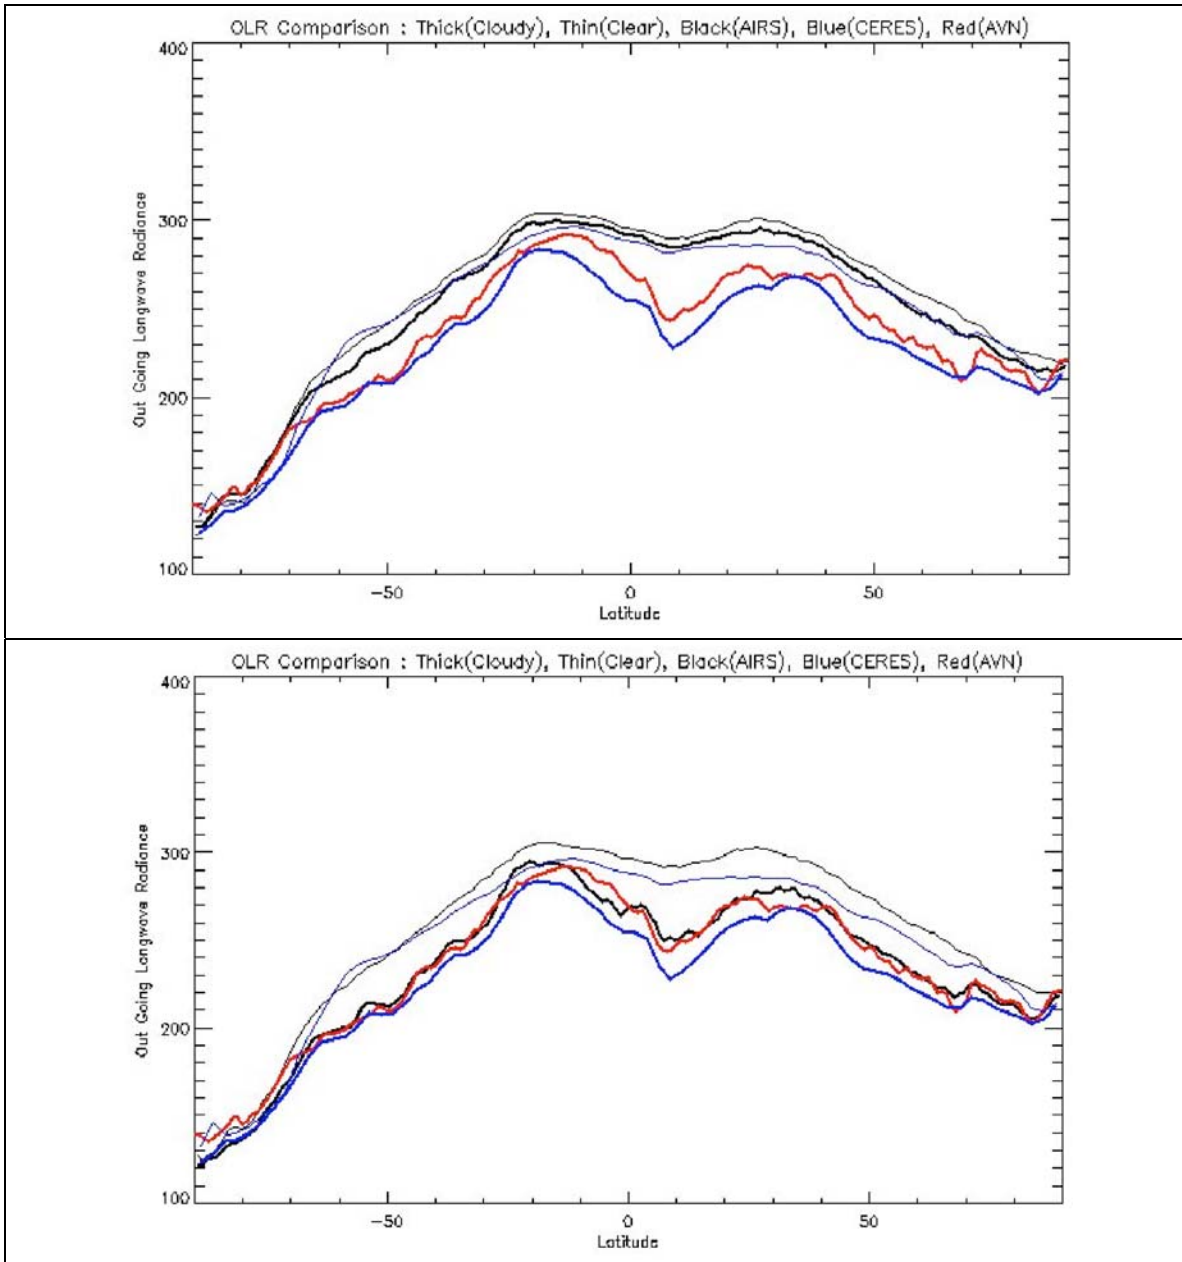 OLR Comparison : Thick(Cloudy), Thin(Clear), Black(AIRS), Blue(CERES), Red(AVN)
400
300
200
100
Out Going Longwave Radiance
-50
0
50
Latitude
OLR Comparison : Thick(Cloudy), Thin(Clear), Black(AIRS), Blue(CERES), Red(AVN)
400
300
200
100
Out Going Longwave Radiance
-50
0
50
Latitude